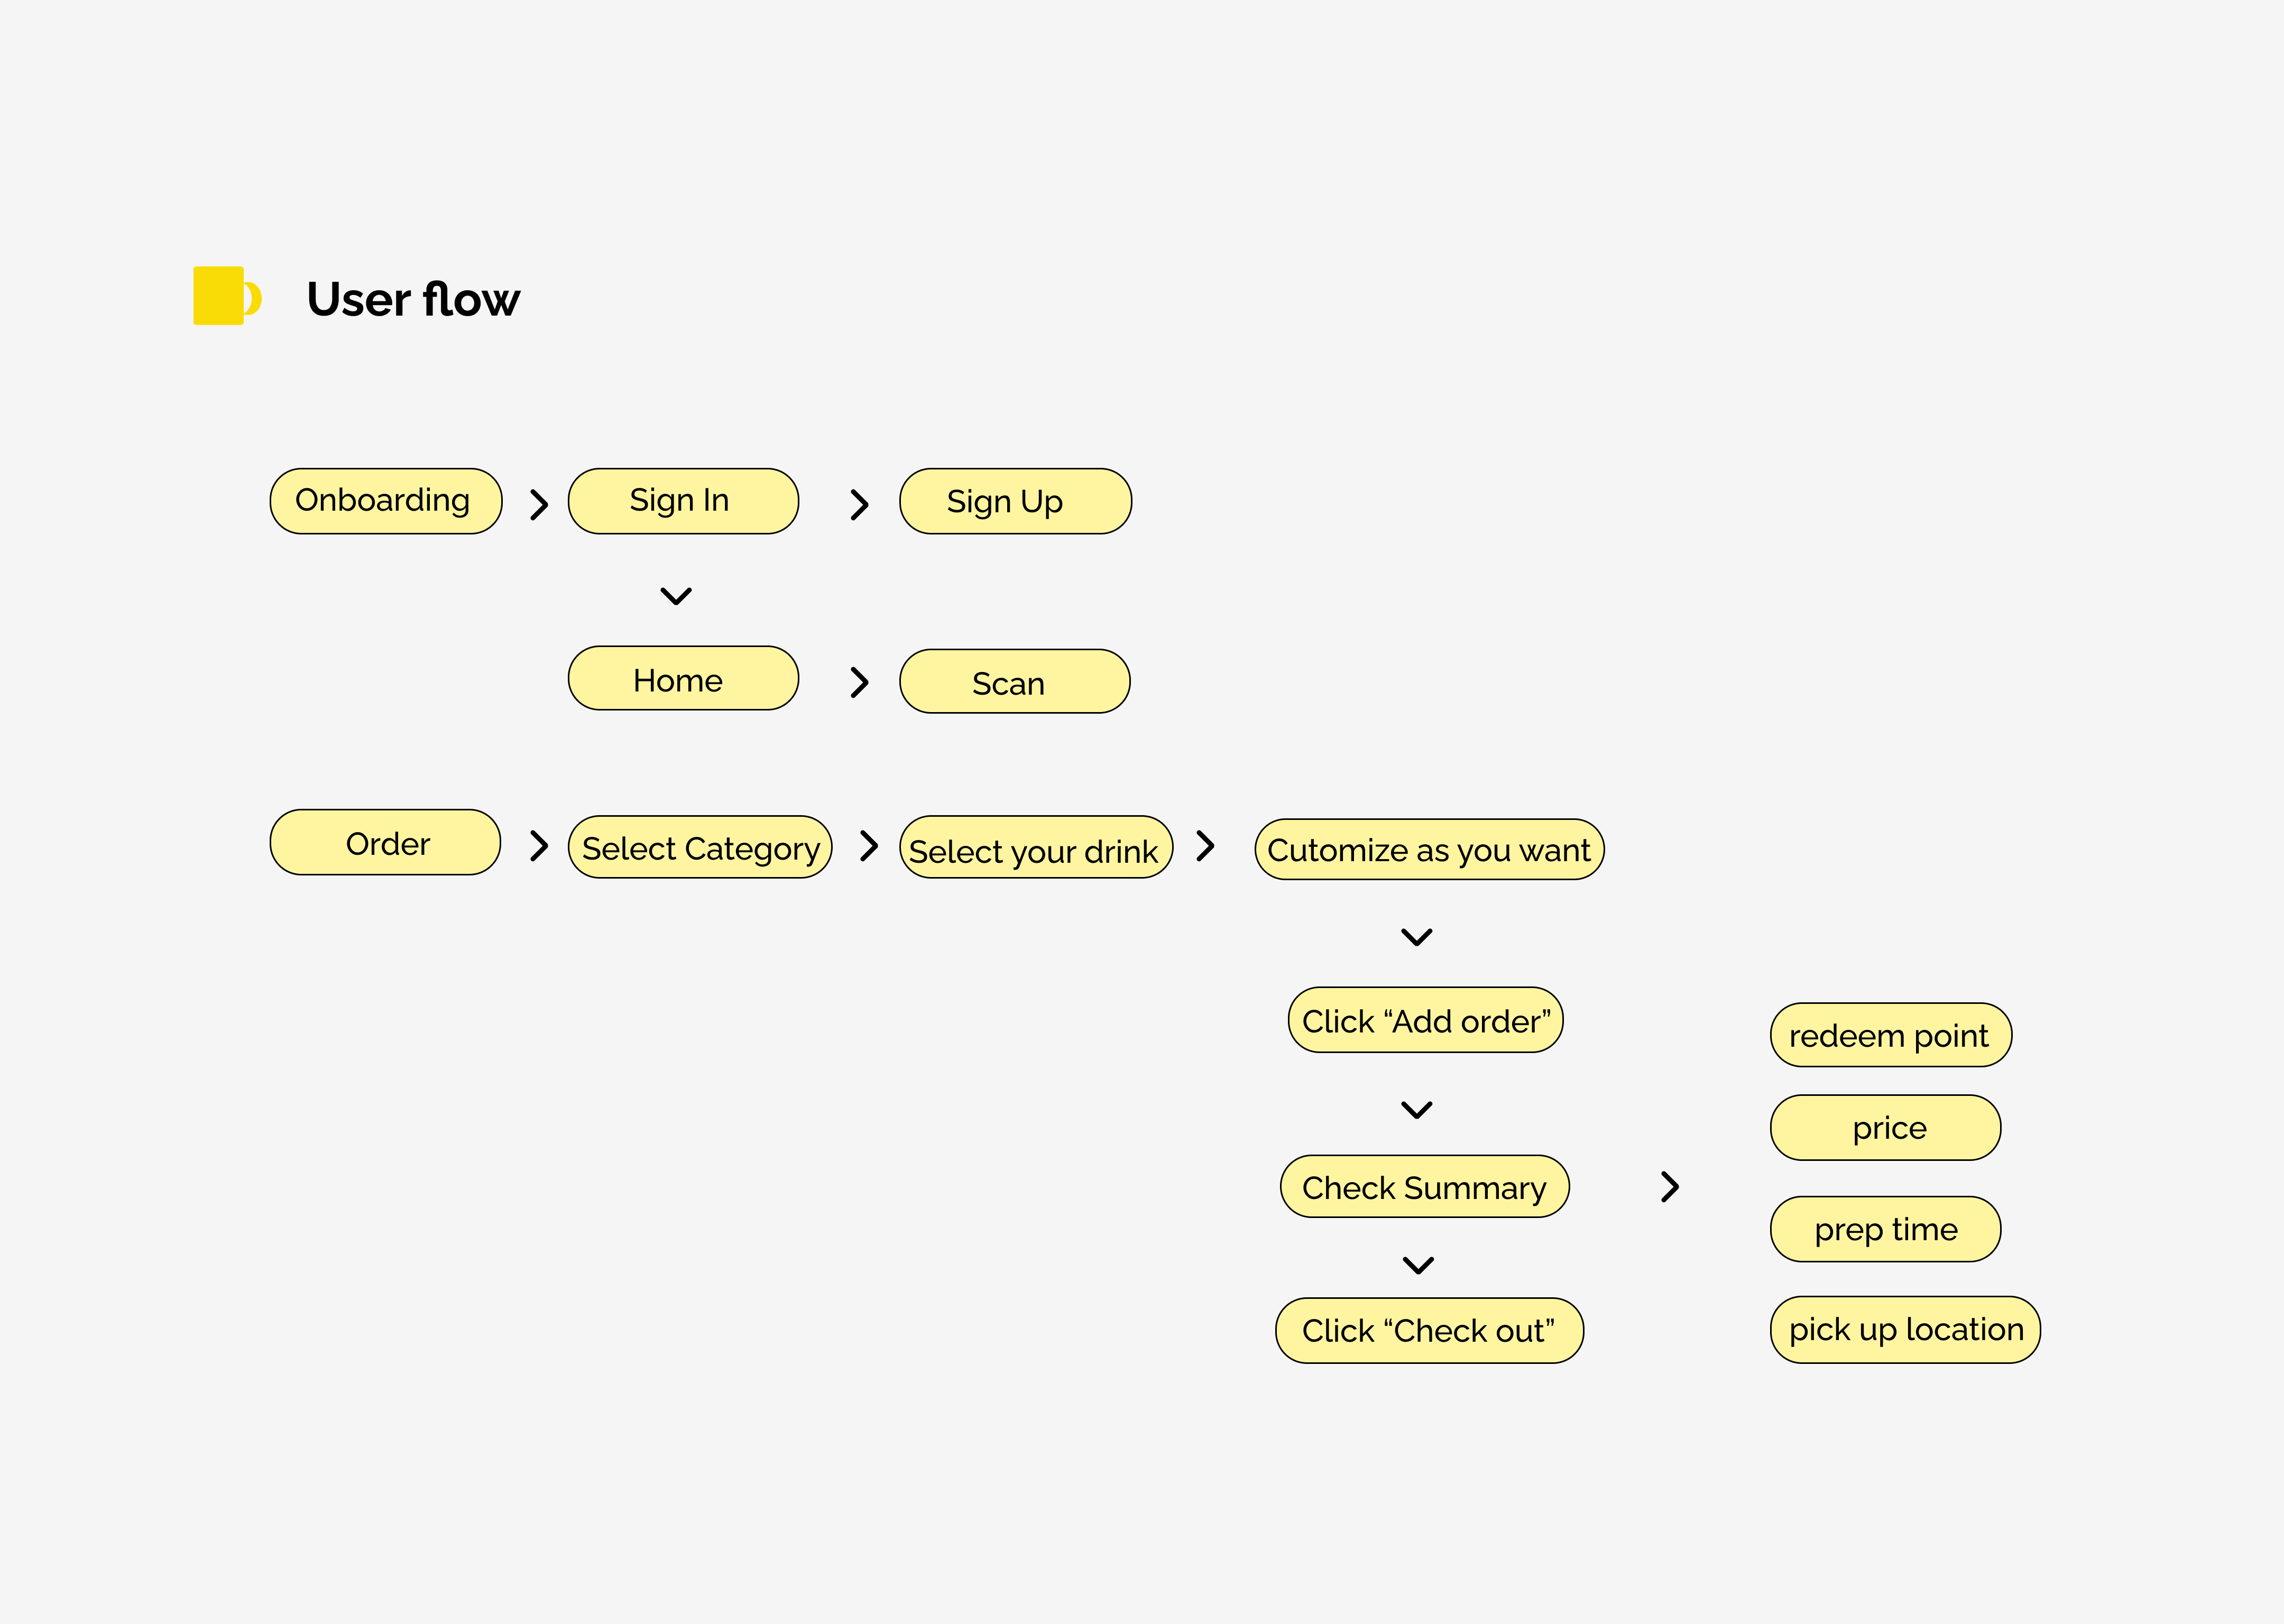 User flow
Onboarding
Sign In
Sign Up
Home
Scan
Order
Select Category
Select your drink
Cutomize as you want
Click “Add order”
Check Summary
Click “Check out”
redeem point
price
prep time
pick up location